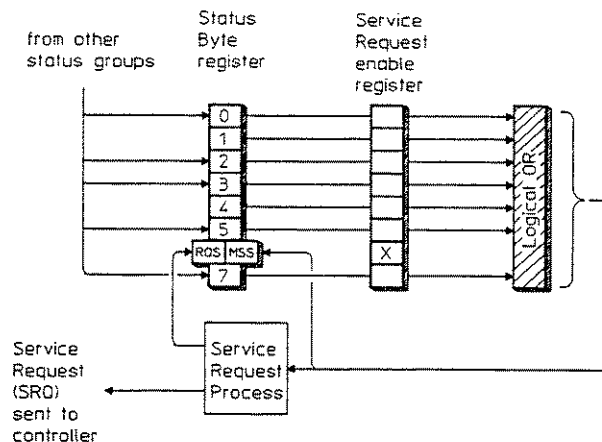 from other
status groups
Status
Byte
register
Service
Request
enable
register
0
1
2
3
4
5
RQS MSS
7
X
Logical OR
Service
Request
Process
Service
Request
(SRQ)
sent to
controller